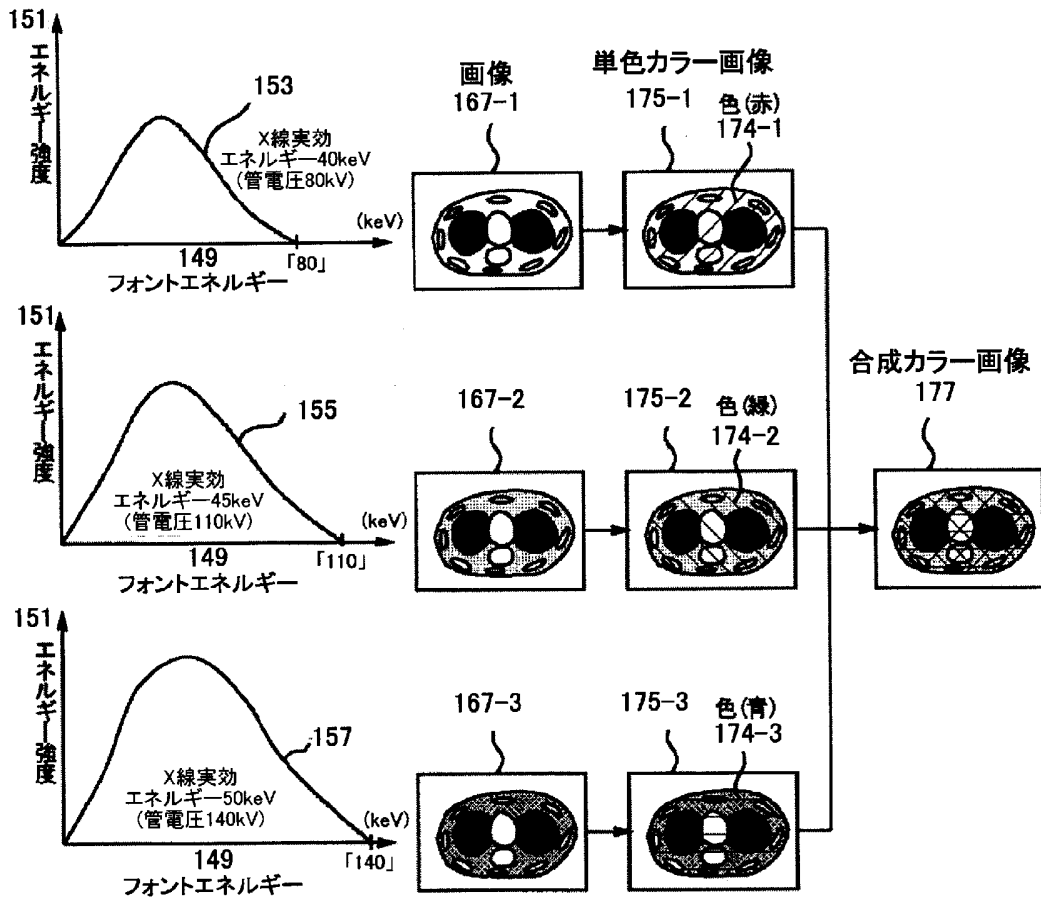 151
エネルギー強度
153
X線実効
エネルギー40keV
(管電圧80kV)
(keV)
149
「80」
フォントエネルギー
画像
167-1
単色カラー画像
175-1
色(赤)
174-1
151
エネルギー強度
155
X線実効
エネルギー45keV
(管電圧110kV)
(keV)
149
「110」
フォントエネルギー
167-2
175-2
色(緑)
174-2
合成カラー画像
177
151
エネルギー強度
157
X線実効
エネルギー50keV
(管電圧140kV)
(keV)
149
「140」
フォントエネルギー
167-3
175-3
色(青)
174-3